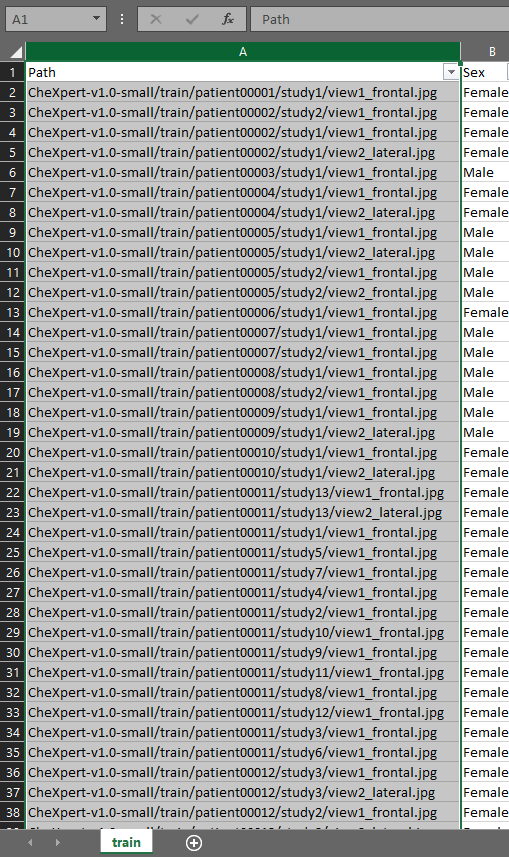 A1 fx Path
A B
1 Path Sex
2 CheXpert-v1.0-small/train/patient00001/study1/view1_frontal.jpg Female
3 CheXpert-v1.0-small/train/patient00002/study2/view1_frontal.jpg Female
4 CheXpert-v1.0-small/train/patient00002/study1/view1_frontal.jpg Female
5 CheXpert-v1.0-small/train/patient00002/study1/view2_lateral.jpg Female
6 CheXpert-v1.0-small/train/patient00003/study1/view1_frontal.jpg Male
7 CheXpert-v1.0-small/train/patient00004/study1/view1_frontal.jpg Female
8 CheXpert-v1.0-small/train/patient00004/study1/view2_lateral.jpg Female
9 CheXpert-v1.0-small/train/patient00005/study1/view1_frontal.jpg Male
10 CheXpert-v1.0-small/train/patient00005/study1/view2_lateral.jpg Male
11 CheXpert-v1.0-small/train/patient00005/study2/view1_frontal.jpg Male
12 CheXpert-v1.0-small/train/patient00005/study2/view2_frontal.jpg Male
13 CheXpert-v1.0-small/train/patient00006/study1/view1_frontal.jpg Female
14 CheXpert-v1.0-small/train/patient00007/study1/view1_frontal.jpg Male
15 CheXpert-v1.0-small/train/patient00007/study2/view1_frontal.jpg Male
16 CheXpert-v1.0-small/train/patient00008/study1/view1_frontal.jpg Male
17 CheXpert-v1.0-small/train/patient00008/study2/view1_frontal.jpg Male
18 CheXpert-v1.0-small/train/patient00009/study1/view1_frontal.jpg Male
19 CheXpert-v1.0-small/train/patient00009/study1/view2_lateral.jpg Male
20 CheXpert-v1.0-small/train/patient00010/study1/view1_frontal.jpg Female
21 CheXpert-v1.0-small/train/patient00010/study1/view2_lateral.jpg Female
22 CheXpert-v1.0-small/train/patient00011/study13/view1_frontal.jpg Female
23 CheXpert-v1.0-small/train/patient00011/study13/view2_lateral.jpg Female
24 CheXpert-v1.0-small/train/patient00011/study1/view1_frontal.jpg Female
25 CheXpert-v1.0-small/train/patient00011/study5/view1_frontal.jpg Female
26 CheXpert-v1.0-small/train/patient00011/study7/view1_frontal.jpg Female
27 CheXpert-v1.0-small/train/patient00011/study4/view1_frontal.jpg Female
28 CheXpert-v1.0-small/train/patient00011/study2/view1_frontal.jpg Female
29 CheXpert-v1.0-small/train/patient00011/study10/view1_frontal.jpg Female
30 CheXpert-v1.0-small/train/patient00011/study9/view1_frontal.jpg Female
31 CheXpert-v1.0-small/train/patient00011/study11/view1_frontal.jpg Female
32 CheXpert-v1.0-small/train/patient00011/study8/view1_frontal.jpg Female
33 CheXpert-v1.0-small/train/patient00011/study12/view1_frontal.jpg Female
34 CheXpert-v1.0-small/train/patient00011/study3/view1_frontal.jpg Female
35 CheXpert-v1.0-small/train/patient00011/study6/view1_frontal.jpg Female
36 CheXpert-v1.0-small/train/patient00012/study3/view1_frontal.jpg Female
37 CheXpert-v1.0-small/train/patient00012/study3/view2_lateral.jpg Female
38 CheXpert-v1.0-small/train/patient00012/study2/view1_frontal.jpg Female
train